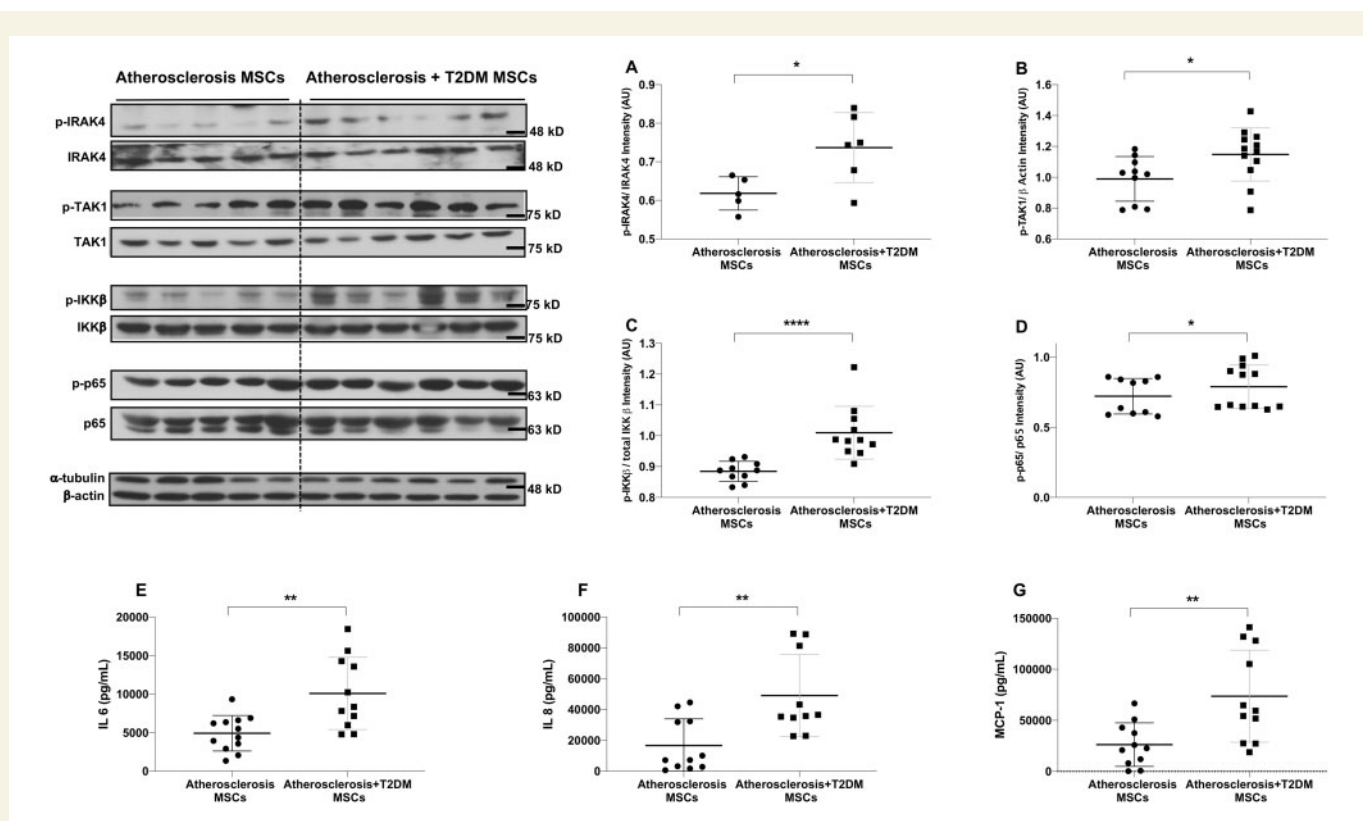 Atherosclerosis MSCs Atherosclerosis + T2DM MSCs
p-IRAK4
48 kD
IRAK4
48 kD
p-TAK1
75 kD
TAK1
75 kD
p-IKKβ
75 kD
IKKβ
75 kD
p-p65
63 kD
p65
63 kD
α-tubulin
48 kD
β-actin
A
*
p-IRAK4/ IRAK4 Intensity (AU)
0.9
0.8
0.7
0.6
0.5
Atherosclerosis Atherosclerosis+T2DM
MSCs MSCs
B
*
p-TAK1/ β Actin Intensity (AU)
1.6
1.4
1.2
1.0
0.8
0.6
Atherosclerosis Atherosclerosis+T2DM
MSCs MSCs
C
****
p-IKKβ / total IKK β Intensity (AU)
1.3
1.2
1.1
1.0
0.9
0.8
Atherosclerosis Atherosclerosis+T2DM
MSCs MSCs
D
*
p-p65/ p65 Intensity (AU)
1.0
0.5
0.0
Atherosclerosis Atherosclerosis+T2DM
MSCs MSCs
E
**
IL 6 (pg/mL)
20000
15000
10000
5000
0
Atherosclerosis Atherosclerosis+T2DM
MSCs MSCs
F
**
IL 8 (pg/mL)
100000
80000
60000
40000
20000
0
Atherosclerosis Atherosclerosis+T2DM
MSCs MSCs
G
**
MCP-1 (pg/mL)
150000
100000
50000
0
Atherosclerosis Atherosclerosis+T2DM
MSCs MSCs